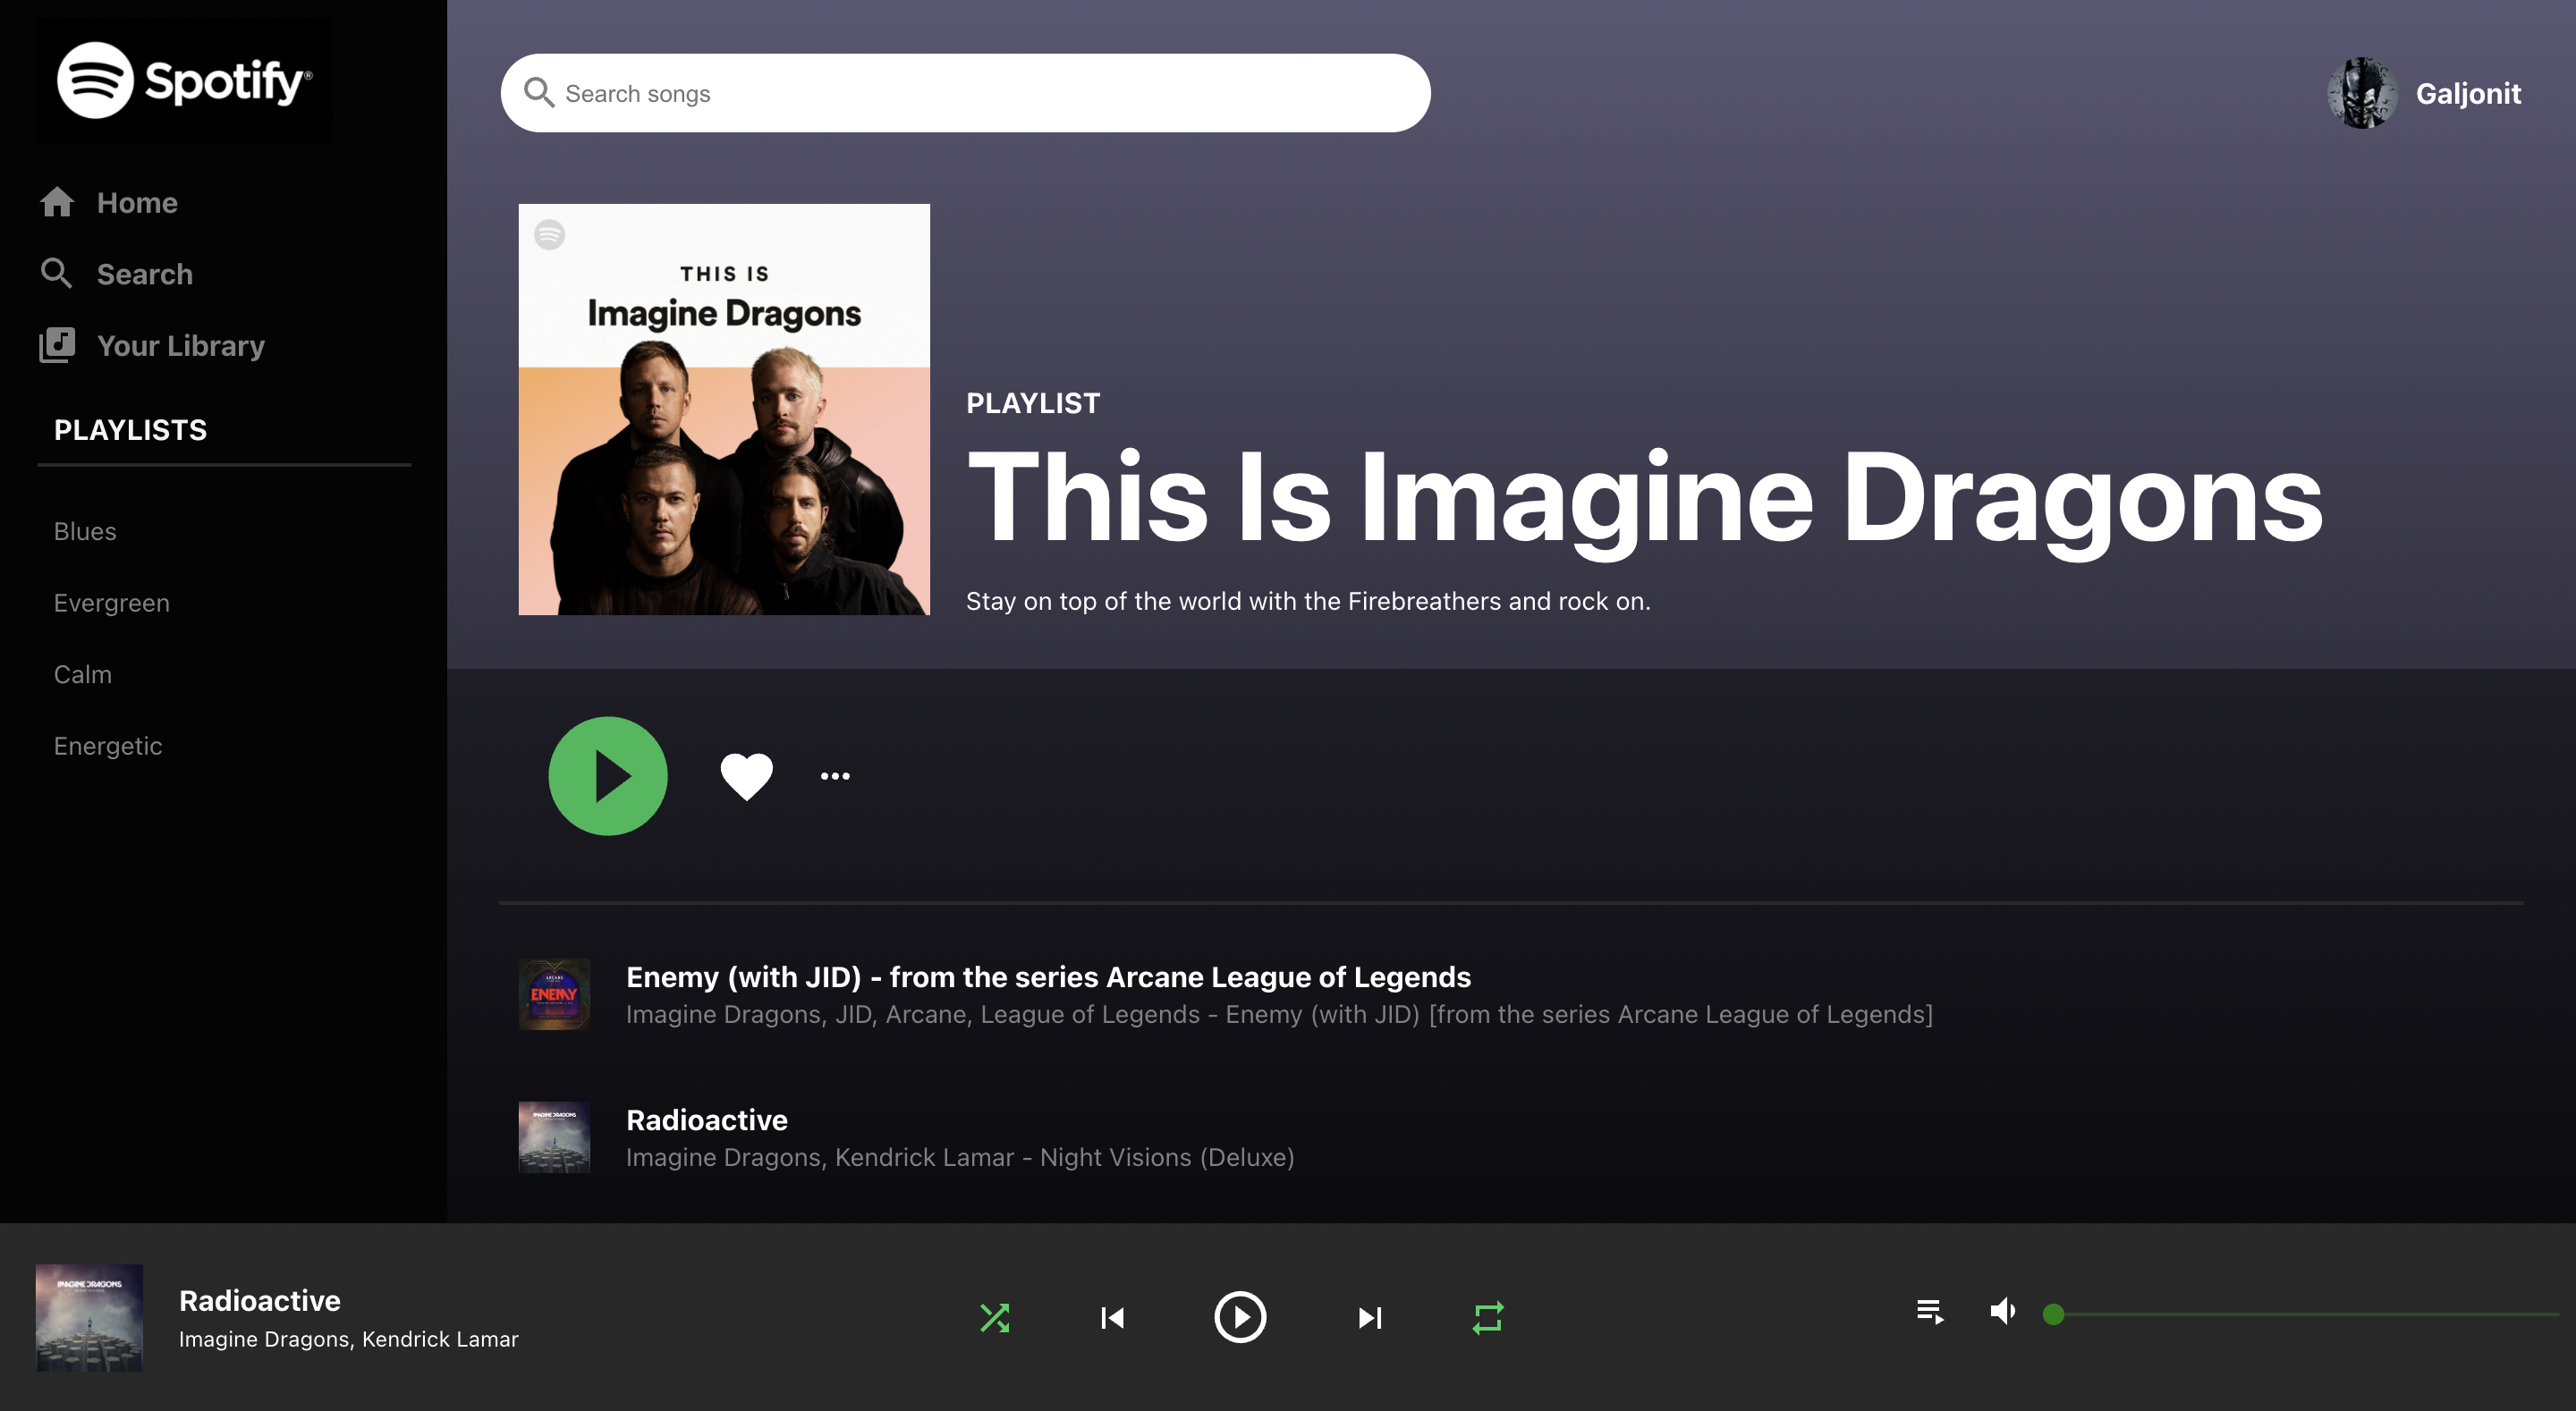 Spotify®
Home
Search
Your Library
PLAYLISTS
Blues
Evergreen
Calm
Energetic
Search songs
Galjonit
THIS IS
Imagine Dragons
PLAYLIST
This Is Imagine Dragons
Stay on top of the world with the Firebreathers and rock on.
ARCANE
ENEMY
Enemy (with JID) - from the series Arcane League of Legends
Imagine Dragons, JID, Arcane, League of Legends - Enemy (with JID) [from the series Arcane League of Legends]
IMAGINE DRAGONS
Radioactive
Imagine Dragons, Kendrick Lamar - Night Visions (Deluxe)
IMAGINE DRAGONS
Radioactive
Imagine Dragons, Kendrick Lamar